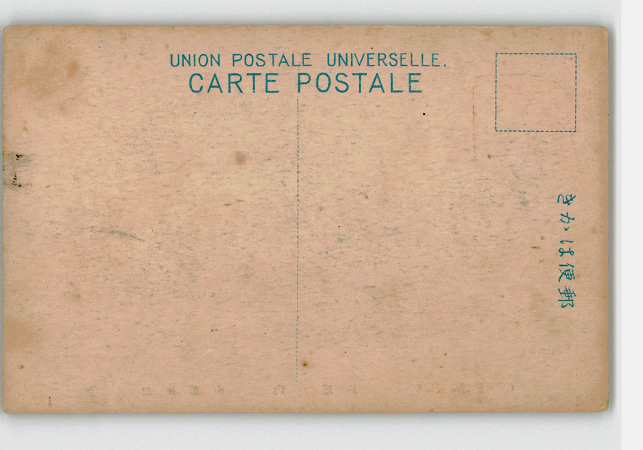 UNION POSTALE UNIVERSELLE.
CARTE POSTALE
きかは便郵